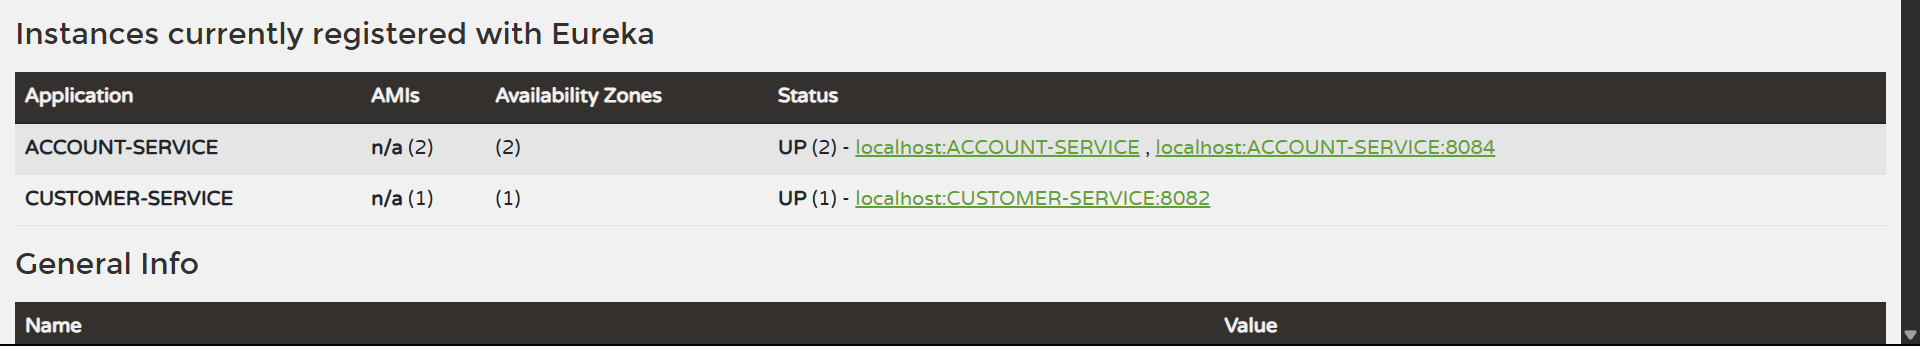 Instances currently registered with Eureka
Application AMIs Availability Zones Status
ACCOUNT-SERVICE n/a (2) (2) UP (2) - localhost:ACCOUNT-SERVICE , localhost:ACCOUNT-SERVICE:8084
CUSTOMER-SERVICE n/a (1) (1) UP (1) - localhost:CUSTOMER-SERVICE:8082
General Info
Name Value